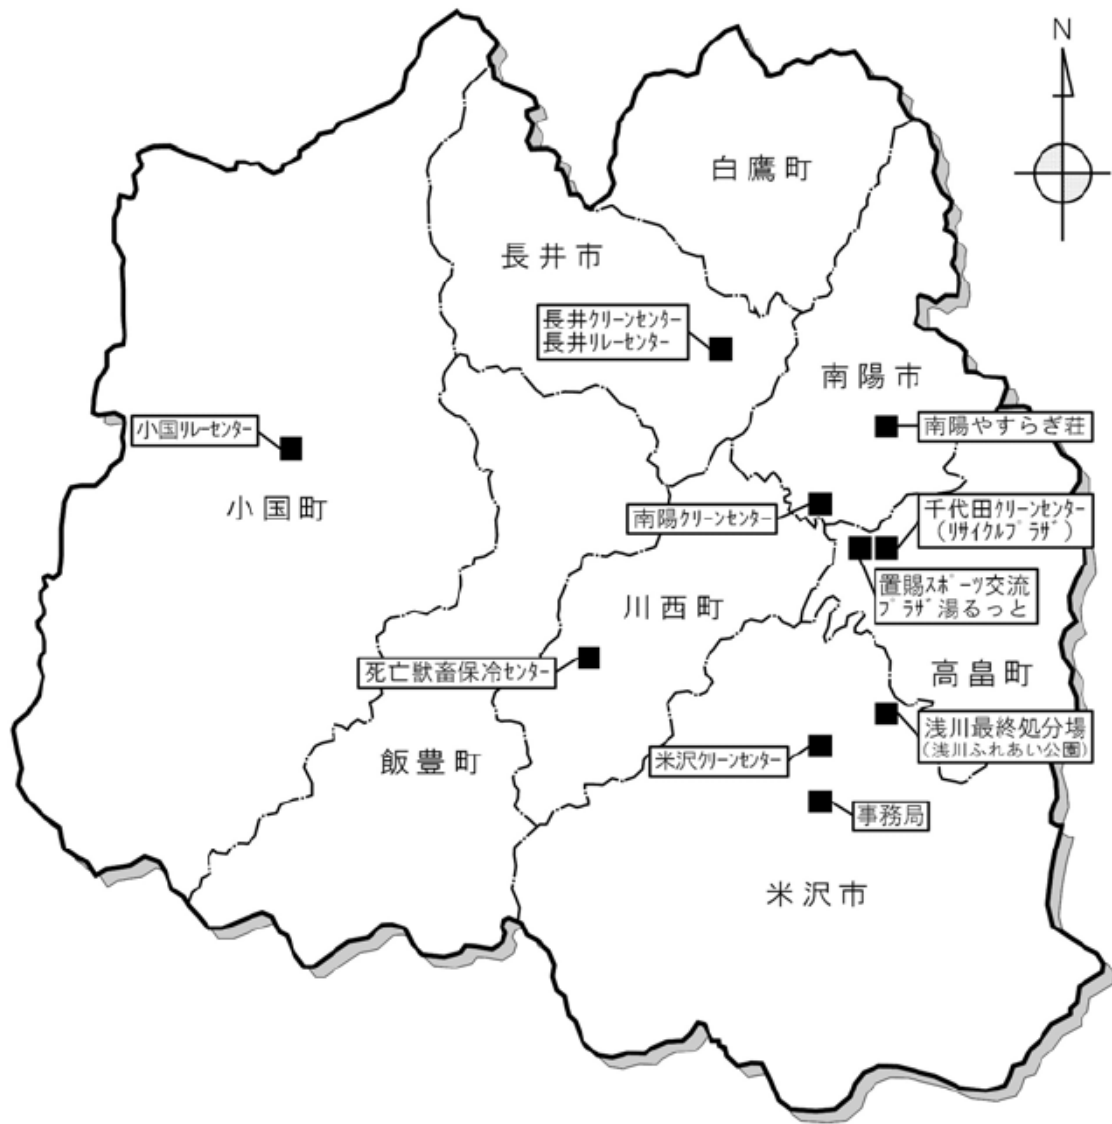 N
白鷹町
長井市
長井ｸﾘｰﾝｾﾝﾀｰ
長井ﾘﾚｰｾﾝﾀｰ
南陽市
小国ﾘﾚｰｾﾝﾀｰ
南陽やすらぎ荘
小国町
南陽ｸﾘｰﾝｾﾝﾀｰ
千代田ｸﾘｰﾝｾﾝﾀｰ
(ﾘｻｲｸﾙﾌﾟﾗｻﾞ)
置賜ｽﾎﾟｰﾂ交流
ﾌﾟﾗｻﾞ湯るっと
川西町
死亡獣畜保冷ｾﾝﾀｰ
高畠町
浅川最終処分場
(浅川ふれあい公園)
飯豊町
米沢ｸﾘｰﾝｾﾝﾀｰ
事務局
米沢市